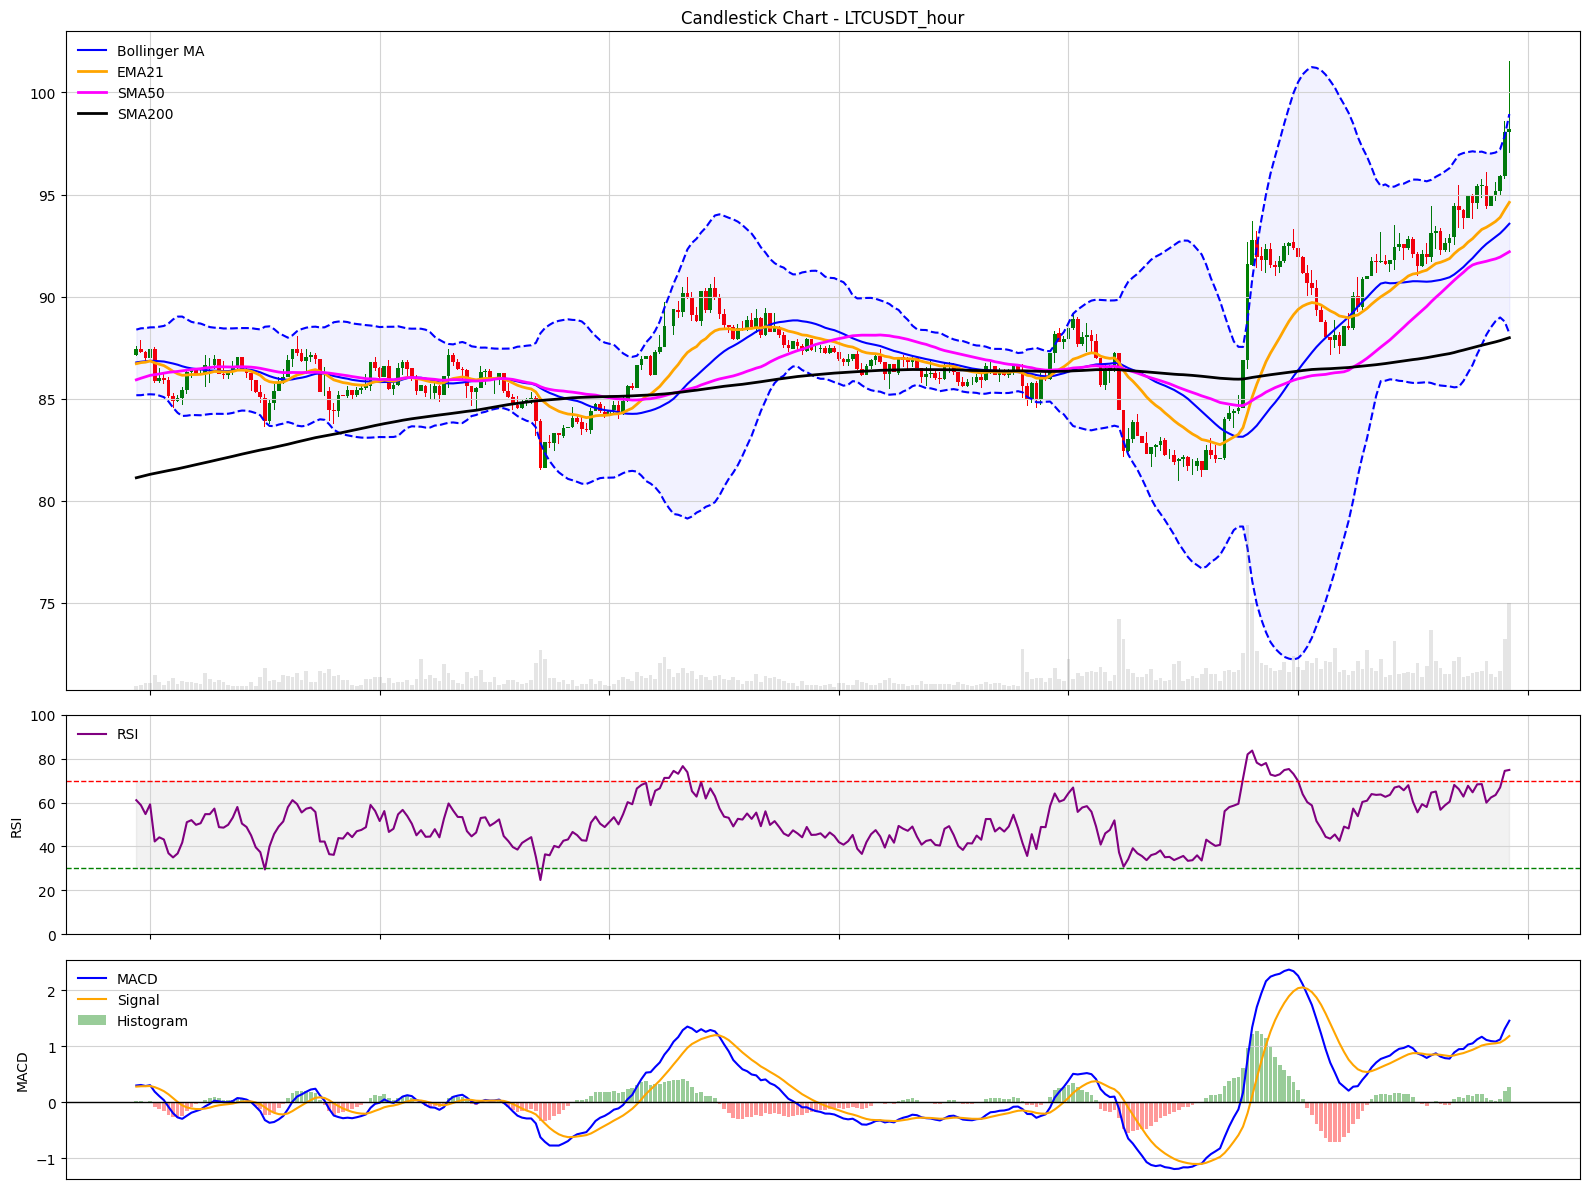 Candlestick Chart - LTCUSDT_hour
Bollinger MA
EMA21
SMA50
SMA200
100
95
90
85
80
75
RSI
100
80
60
40
20
0
RSI
MACD
Signal
Histogram
2
1
0
−1
MACD